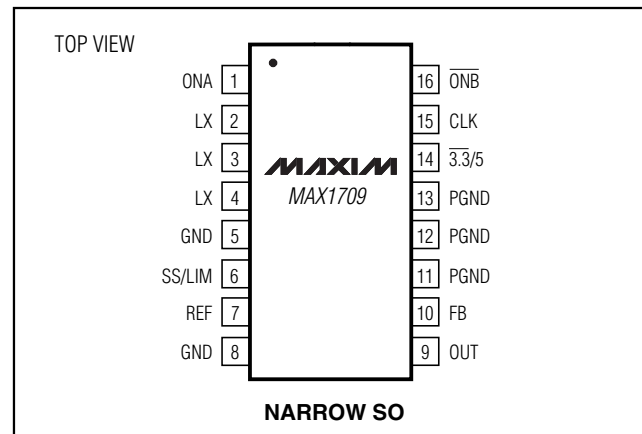 TOP VIEW
ONA 1
LX 2
LX 3
LX 4
GND 5
SS/LIM 6
REF 7
GND 8
MAXIM
MAX1709
16 ONB
15 CLK
14 3.3/5
13 PGND
12 PGND
11 PGND
10 FB
9 OUT
NARROW SO